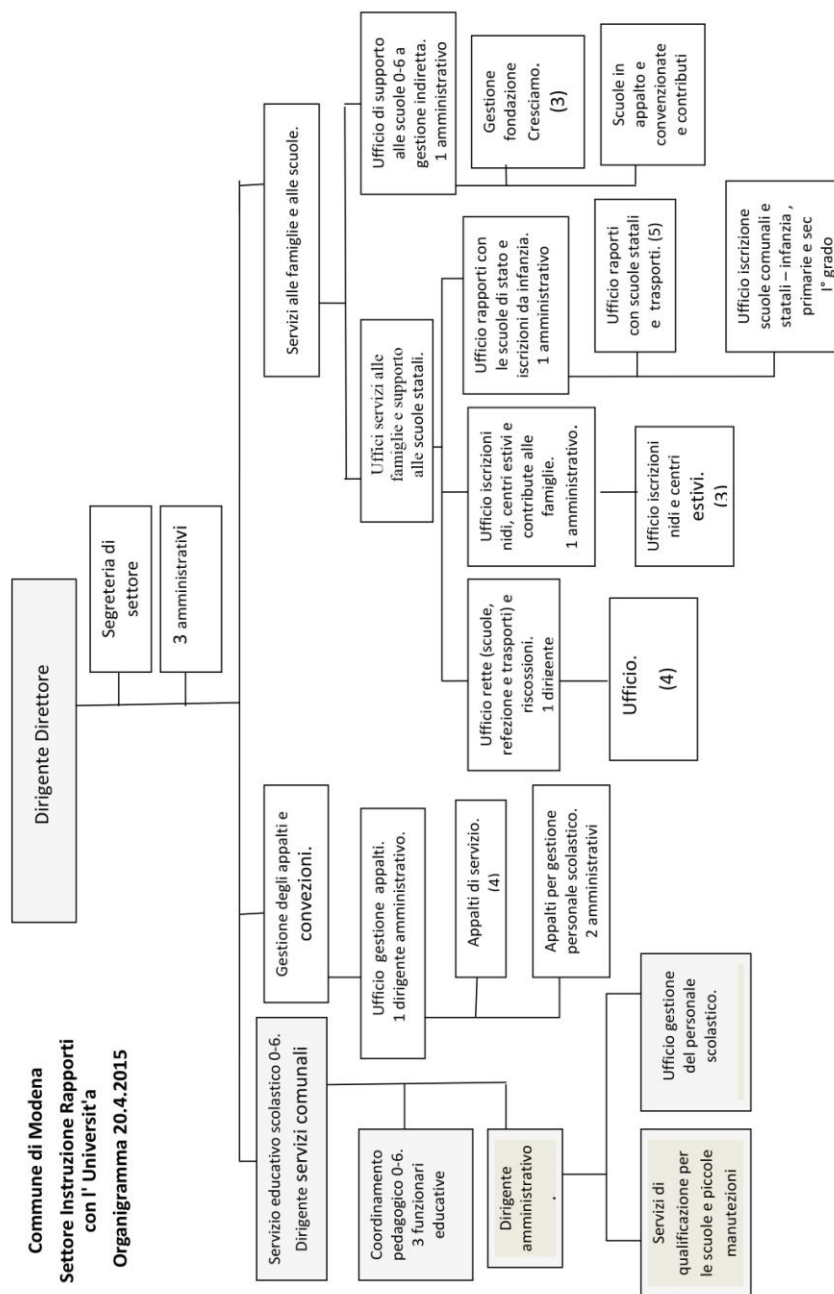 Commune di Modena
Settore Instruzione Rapporti
con l' Universit'a
Organigramma 20.4.2015
Dirigente Direttore
Segreteria di
settore
3 amministrativi
Servizio educativo scolastico 0-6.
Dirigente servizi comunali
Coordinamento
pedagogico 0-6.
3 funzionari
educative
Dirigente
amministrativo
.
Servizi di
qualificazione per
le scuole e piccole
manutezioni
Ufficio gestione
del personale
scolastico.
Gestione degli appalti e
convezioni.
Ufficio gestione appalti.
1 dirigente amministrativo.
Appalti di servizio.
(4)
Appalti per gestione
personale scolastico.
2 amministrativi
Servizi alle famiglie e alle scuole.
Uffici servizi alle
famiglie e supporto
alle scuole statali.
Ufficio rette (scuole,
refezione e trasporti) e
riscossioni.
1 dirigente
Ufficio.
(4)
Ufficio iscrizioni
nidi, centri estivi e
contribute alle
famiglie.
1 amministrativo.
Ufficio iscrizioni
nidi e centri
estivi.
(3)
Ufficio rapporti con
le scuole di stato e
iscrizioni da infanzia.
1 amministrativo
Ufficio raporti
con scuole statali
e trasporti. (5)
Ufficio iscrizione
scuole comunali e
statali – infanzia ,
primarie e sec
I° grado
Ufficio di supporto
alle scuole 0-6 a
gestione indiretta.
1 amministrativo
Gestione
fondazione
Cresciamo.
(3)
Scuole in
appalto e
convenzionate
e contributi